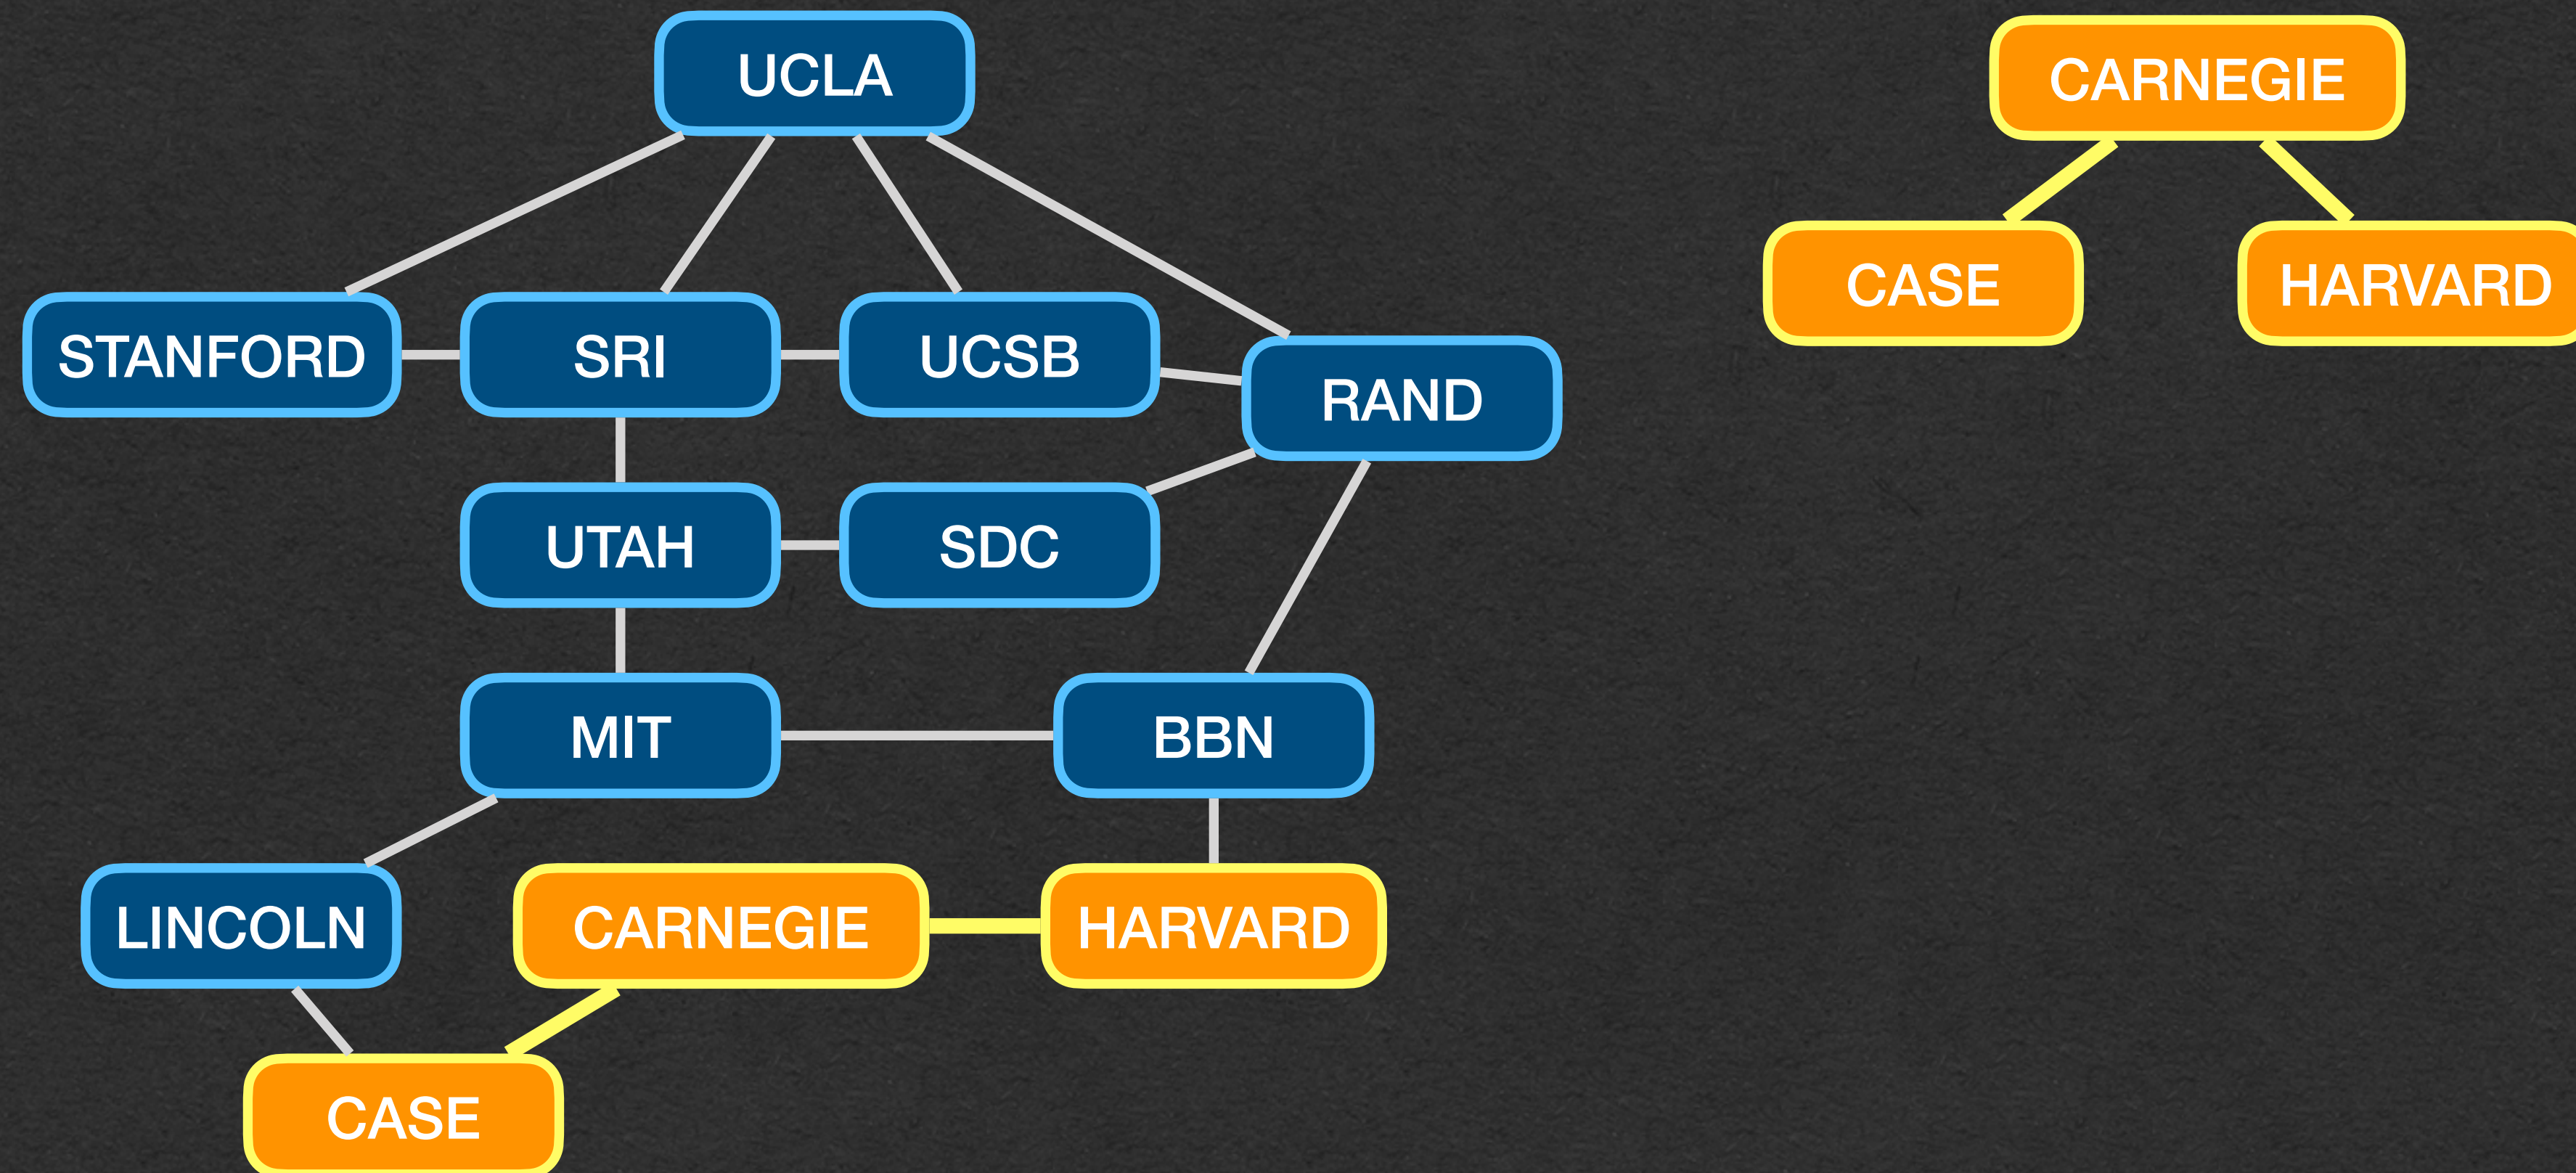 UCLA
CARNEGIE
CASE
HARVARD
STANFORD
SRI
UCSB
RAND
UTAH
SDC
MIT
BBN
LINCOLN
CARNEGIE
HARVARD
CASE